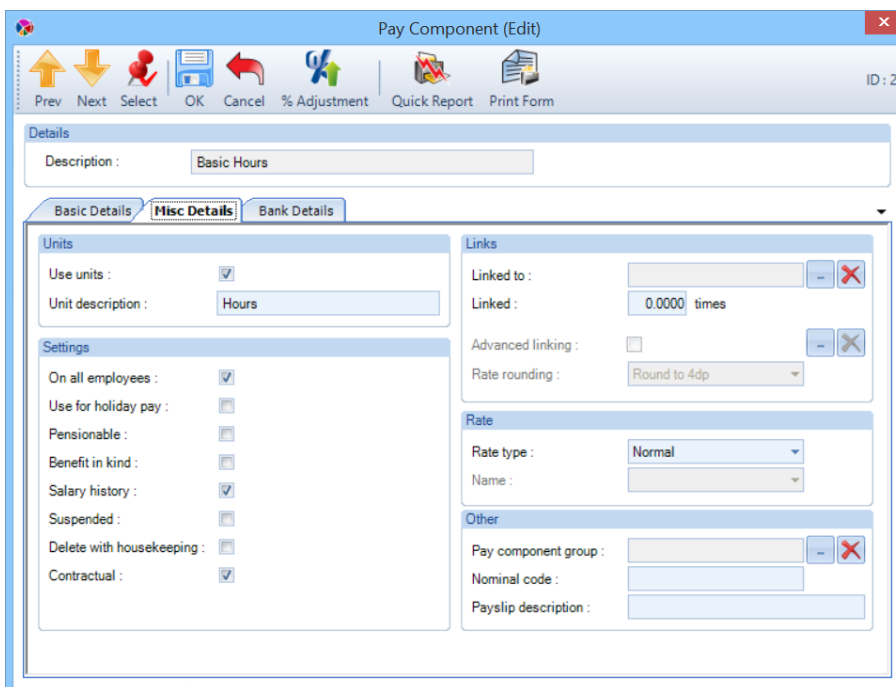 Pay Component (Edit)
Prev Next Select OK Cancel % Adjustment Quick Report Print Form
ID : 2
Details
Description : Basic Hours
Basic Details Misc Details Bank Details
Units
Use units :
Unit description : Hours
Settings
On all employees :
Use for holiday pay :
Pensionable :
Benefit in kind :
Salary history :
Suspended :
Delete with housekeeping :
Contractual :
Links
Linked to : ...
Linked : 0.0000 times
Advanced linking : ...
Rate rounding : Round to 4dp
Rate
Rate type : Normal
Name :
Other
Pay component group : ...
Nominal code :
Payslip description :